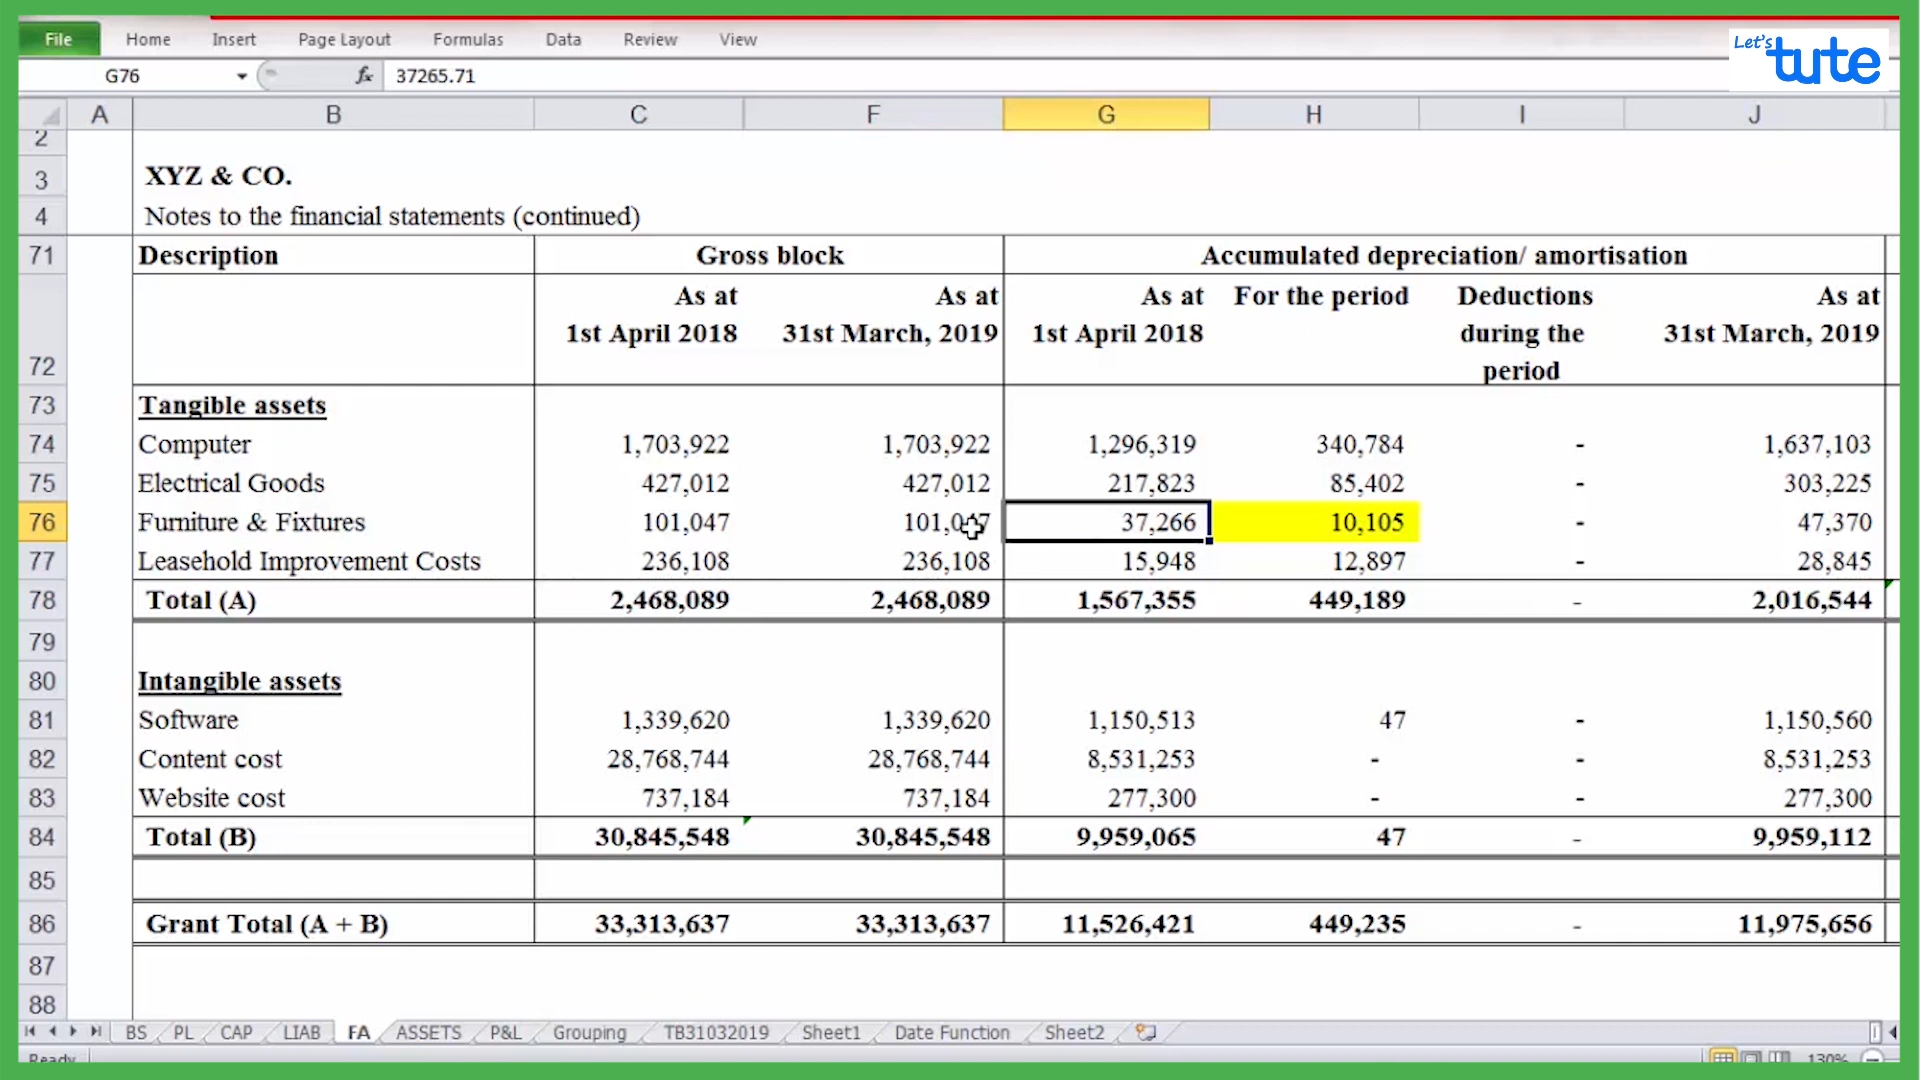 File Home Insert Page Layout Formulas Data Review View
Let's tute
G76 fx 37265.71
A B C F G H I J
2
3 XYZ & CO.
4 Notes to the financial statements (continued)
71 Description Gross block Accumulated depreciation/ amortisation
As at As at As at For the period Deductions As at
1st April 2018 31st March, 2019 1st April 2018 during the 31st March, 2019
72 period
73 Tangible assets
74 Computer 1,703,922 1,703,922 1,296,319 340,784 - 1,637,103
75 Electrical Goods 427,012 427,012 217,823 85,402 - 303,225
76 Furniture & Fixtures 101,047 101,047 37,266 10,105 - 47,370
77 Leasehold Improvement Costs 236,108 236,108 15,948 12,897 - 28,845
78 Total (A) 2,468,089 2,468,089 1,567,355 449,189 - 2,016,544
79
80 Intangible assets
81 Software 1,339,620 1,339,620 1,150,513 47 - 1,150,560
82 Content cost 28,768,744 28,768,744 8,531,253 - - 8,531,253
83 Website cost 737,184 737,184 277,300 - - 277,300
84 Total (B) 30,845,548 30,845,548 9,959,065 47 - 9,959,112
85
86 Grant Total (A + B) 33,313,637 33,313,637 11,526,421 449,235 - 11,975,656
87
88
BS PL CAP LIAB FA ASSETS P&L Grouping TB31032019 Sheet1 Date Function Sheet2
Ready 130%